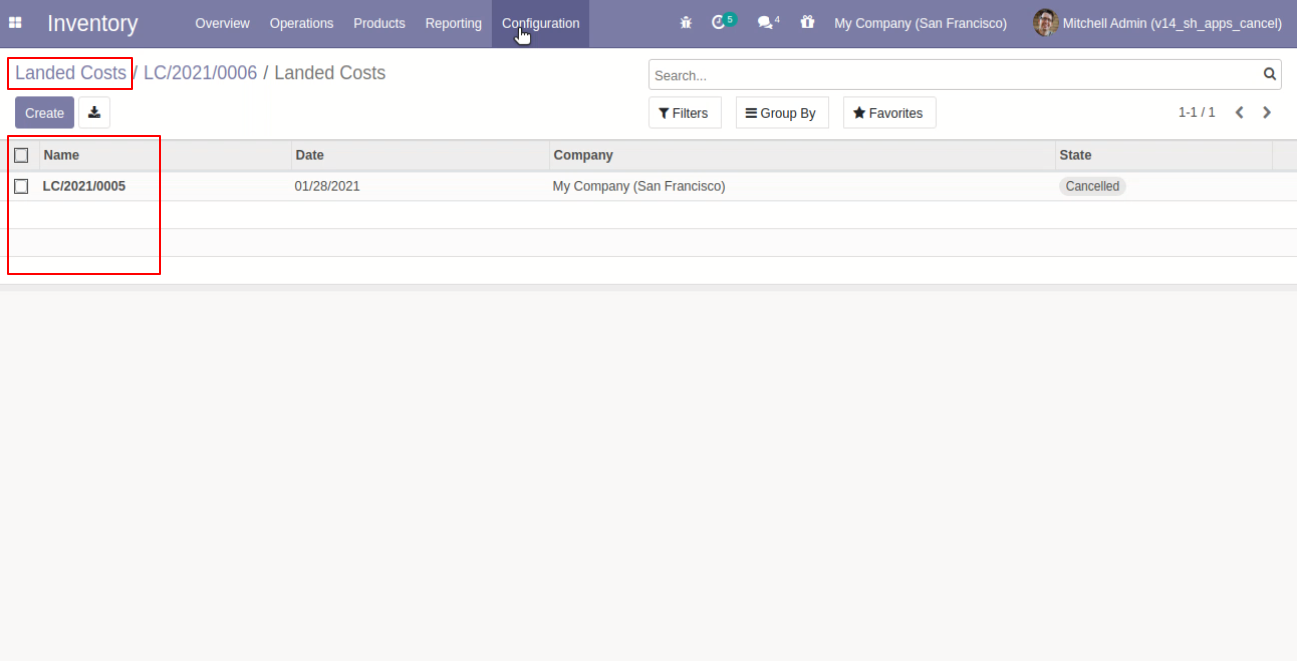 Inventory Overview Operations Products Reporting Configuration 5 4 My Company (San Francisco) Mitchell Admin (v14_sh_apps_cancel)
Landed Costs / LC/2021/0006 / Landed Costs
Search...
Create
Filters Group By Favorites 1-1 / 1
Name Date Company State
LC/2021/0005 01/28/2021 My Company (San Francisco) Cancelled